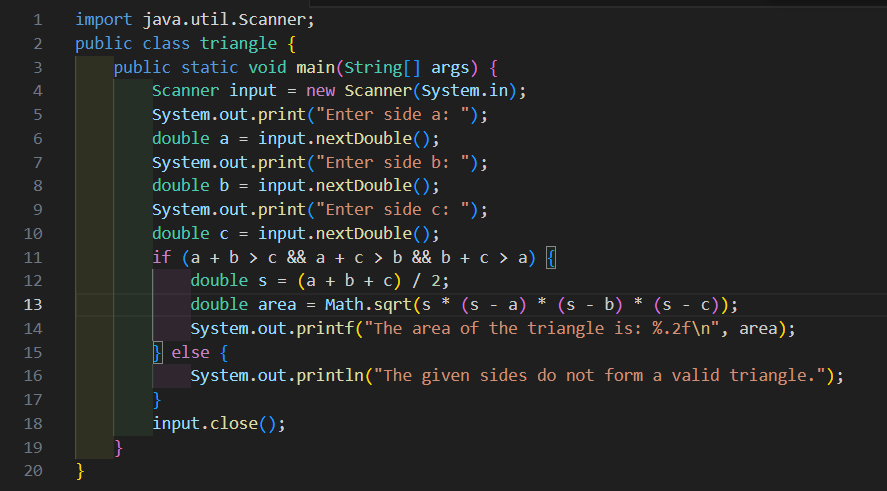 1 import java.util.Scanner;
2 public class triangle {
3 public static void main(String[] args) {
4 Scanner input = new Scanner(System.in);
5 System.out.print("Enter side a: ");
6 double a = input.nextDouble();
7 System.out.print("Enter side b: ");
8 double b = input.nextDouble();
9 System.out.print("Enter side c: ");
10 double c = input.nextDouble();
11 if (a + b > c && a + c > b && b + c > a) {
12 double s = (a + b + c) / 2;
13 double area = Math.sqrt(s * (s - a) * (s - b) * (s - c));
14 System.out.printf("The area of the triangle is: %.2f\n", area);
15 } else {
16 System.out.println("The given sides do not form a valid triangle.");
17 }
18 input.close();
19 }
20 }